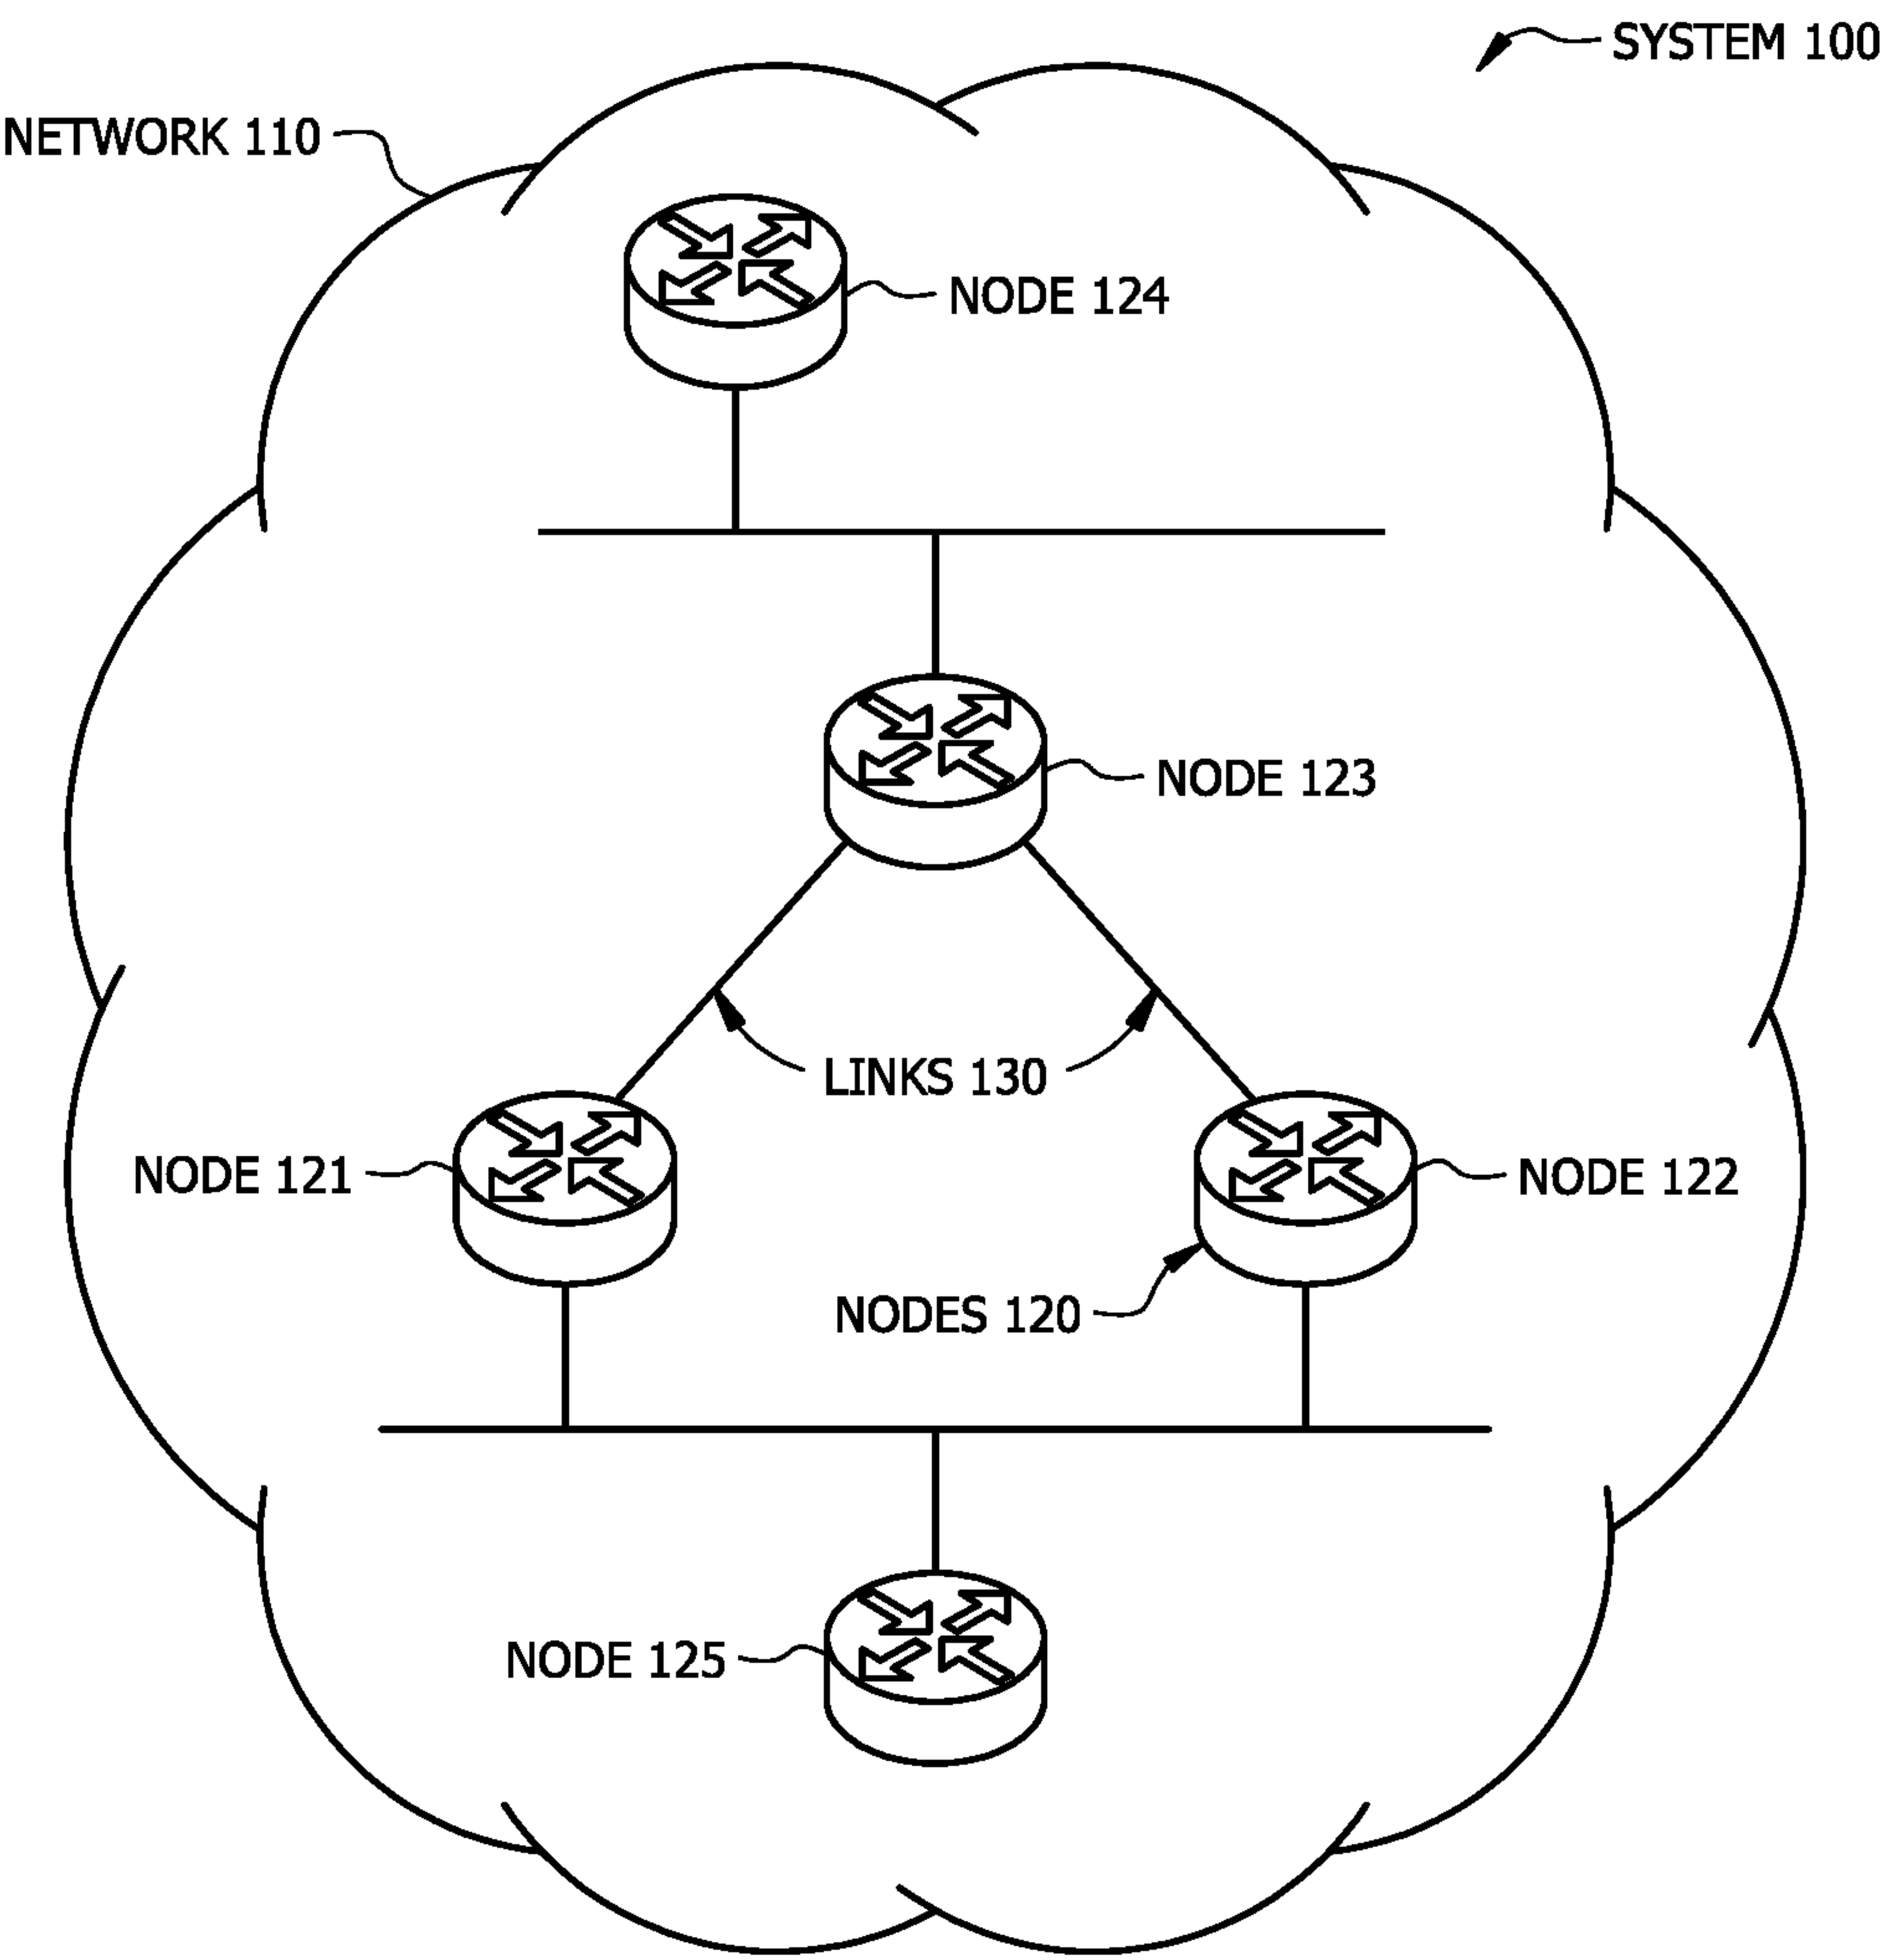 SYSTEM 100
NETWORK 110
NODE 124
NODE 123
LINKS 130
NODE 121
NODE 122
NODES 120
NODE 125